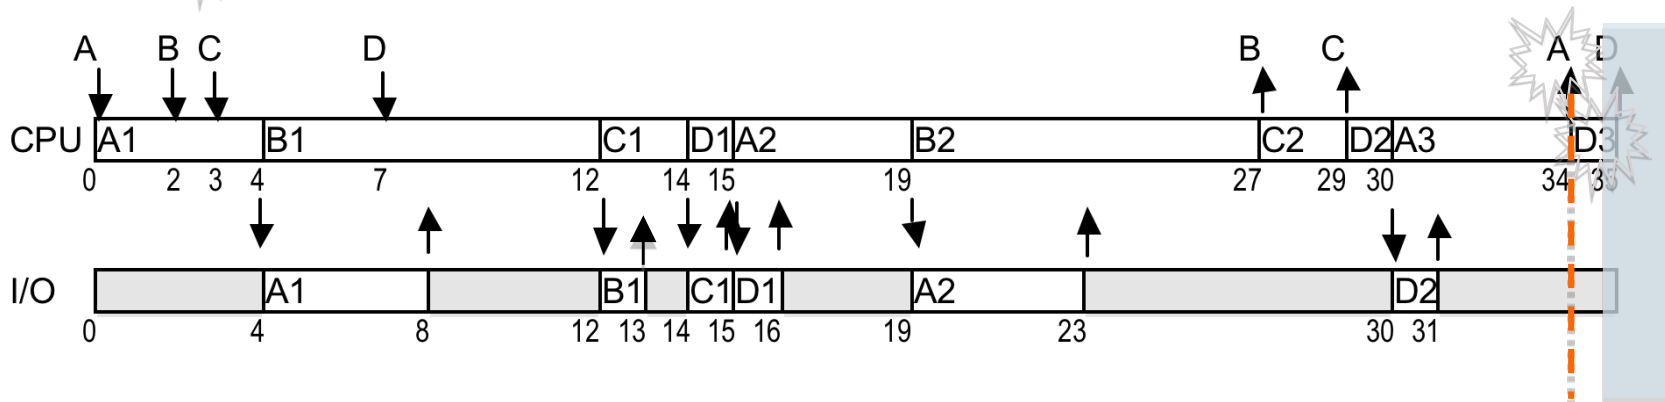 A B C D B C A D
CPU A1 B1 C1 D1 A2 B2 C2 D2 A3 D3
0 2 3 4 7 12 14 15 19 27 29 30 34
I/O A1 B1 C1 D1 A2 D2
0 4 8 12 13 14 15 16 19 23 30 31